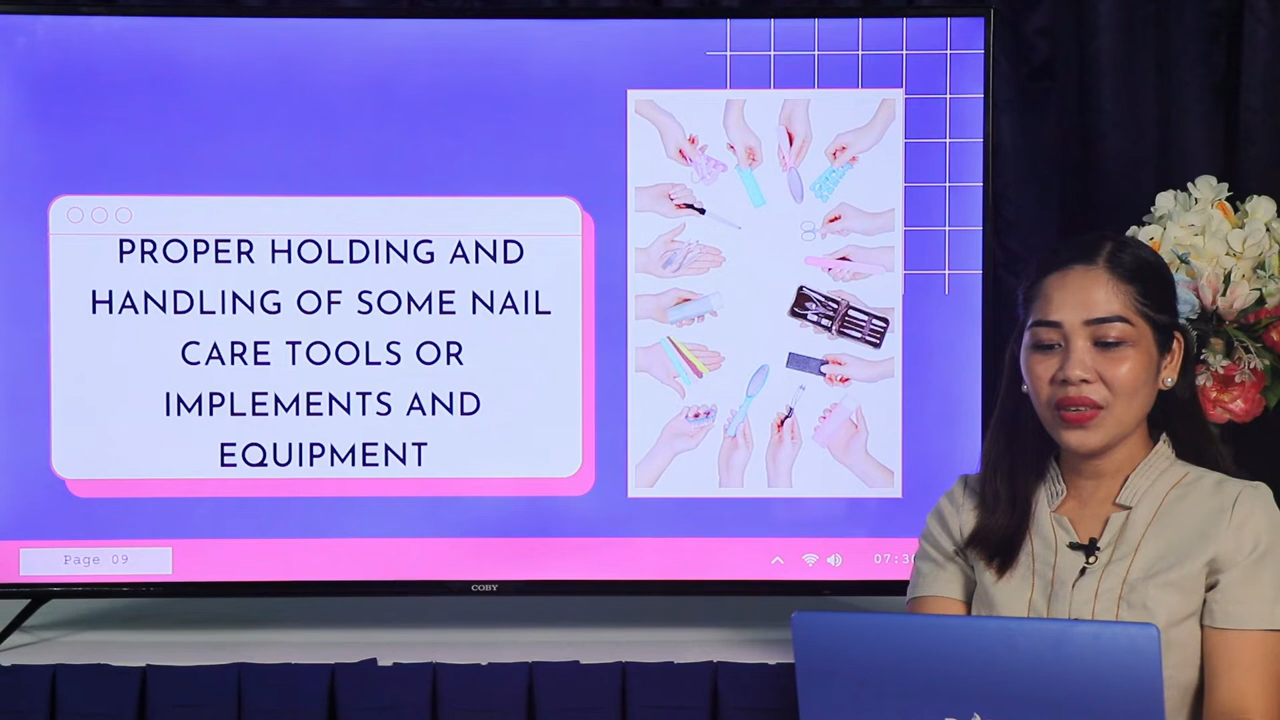 PROPER HOLDING AND
HANDLING OF SOME NAIL
CARE TOOLS OR
IMPLEMENTS AND
EQUIPMENT
Page 09
COBY